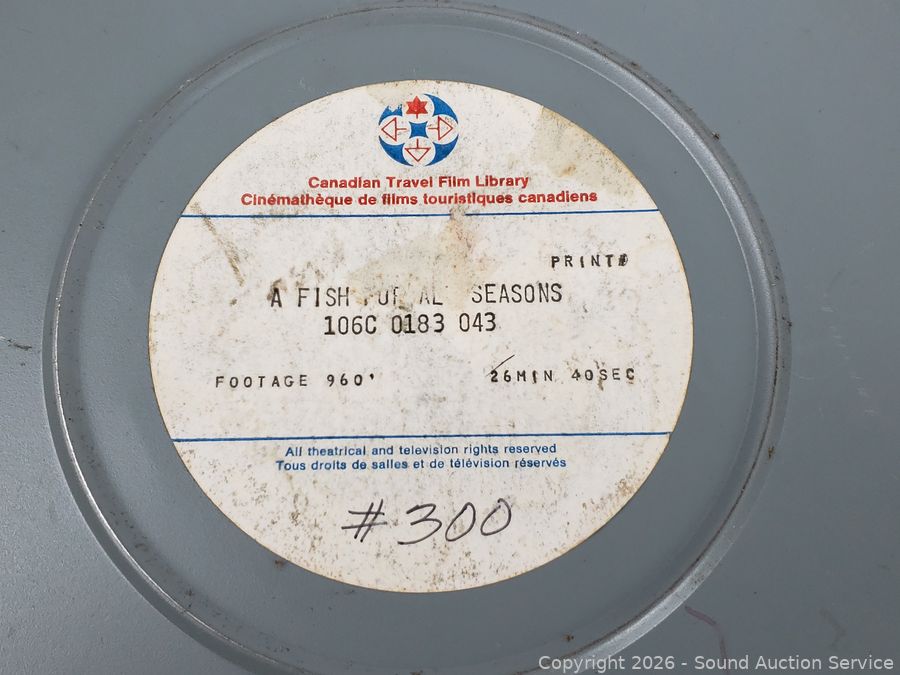 Canadian Travel Film Library
Cinémathèque de films touristiques canadiens
PRINT#
A FISH FOR ALL SEASONS
106C 0183 043
FOOTAGE 960'
26MIN 40SEC
All theatrical and television rights reserved
Tous droits de salles et de télévision réservés
#300
Copyright 2026 - Sound Auction Service